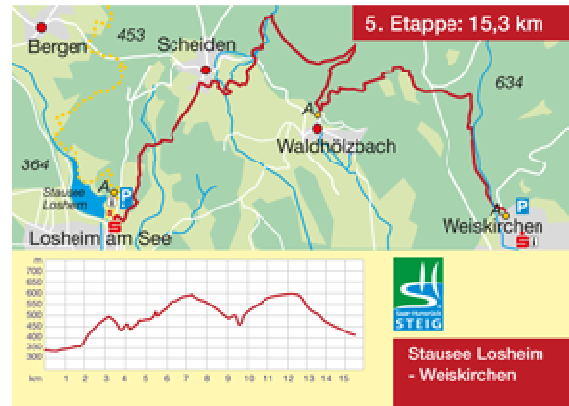 5. Etappe: 15,3 km
Bergen
453
Scheiden
634
A
Waldhölzbach
364
Stausee
Losheim
A
P
i
S
Losheim am See
A
P
Weiskirchen
S i
m
700
650
600
550
500
450
400
350
300
km 1 2 3 4 5 6 7 8 9 10 11 12 13 14 15
Saar-Hunsrück
STEIG
Stausee Losheim
- Weiskirchen